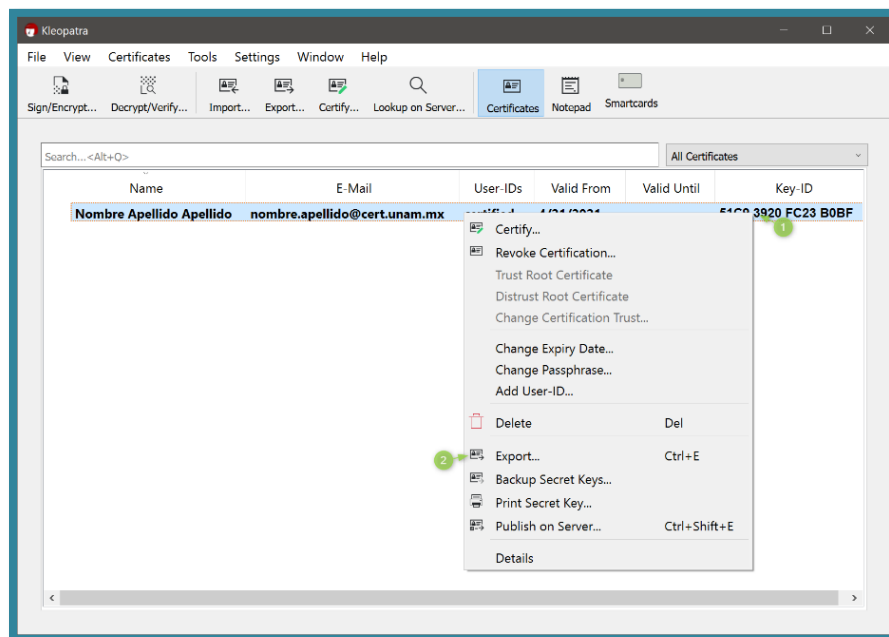 Kleopatra
File View Certificates Tools Settings Window Help
Sign/Encrypt... Decrypt/Verify... Import... Export... Certify... Lookup on Server... Certificates Notepad Smartcards
Search...<Alt+Q> All Certificates
Name E-Mail User-IDs Valid From Valid Until Key-ID
Nombre Apellido Apellido nombre.apellido@cert.unam.mx certified 3920 FC23 B0BF
1
Certify...
Revoke Certification...
Trust Root Certificate
Distrust Root Certificate
Change Certification Trust...
Change Expiry Date...
Change Passphrase...
Add User-ID...
Delete Del
2 Export... Ctrl+E
Backup Secret Keys...
Print Secret Key...
Publish on Server... Ctrl+Shift+E
Details